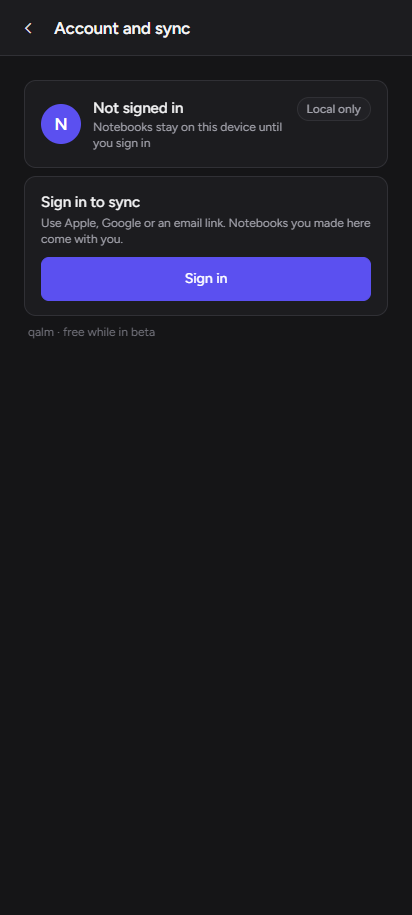 Account and sync
N
Not signed in
Local only
Notebooks stay on this device until
you sign in
Sign in to sync
Use Apple, Google or an email link. Notebooks you made here
come with you.
Sign in
qalm · free while in beta